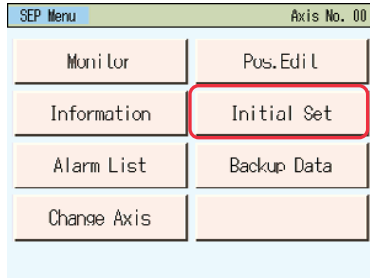 SEP Menu Axis No. 00
Monitor Pos.Edit
Information Initial Set
Alarm List Backup Data
Change Axis